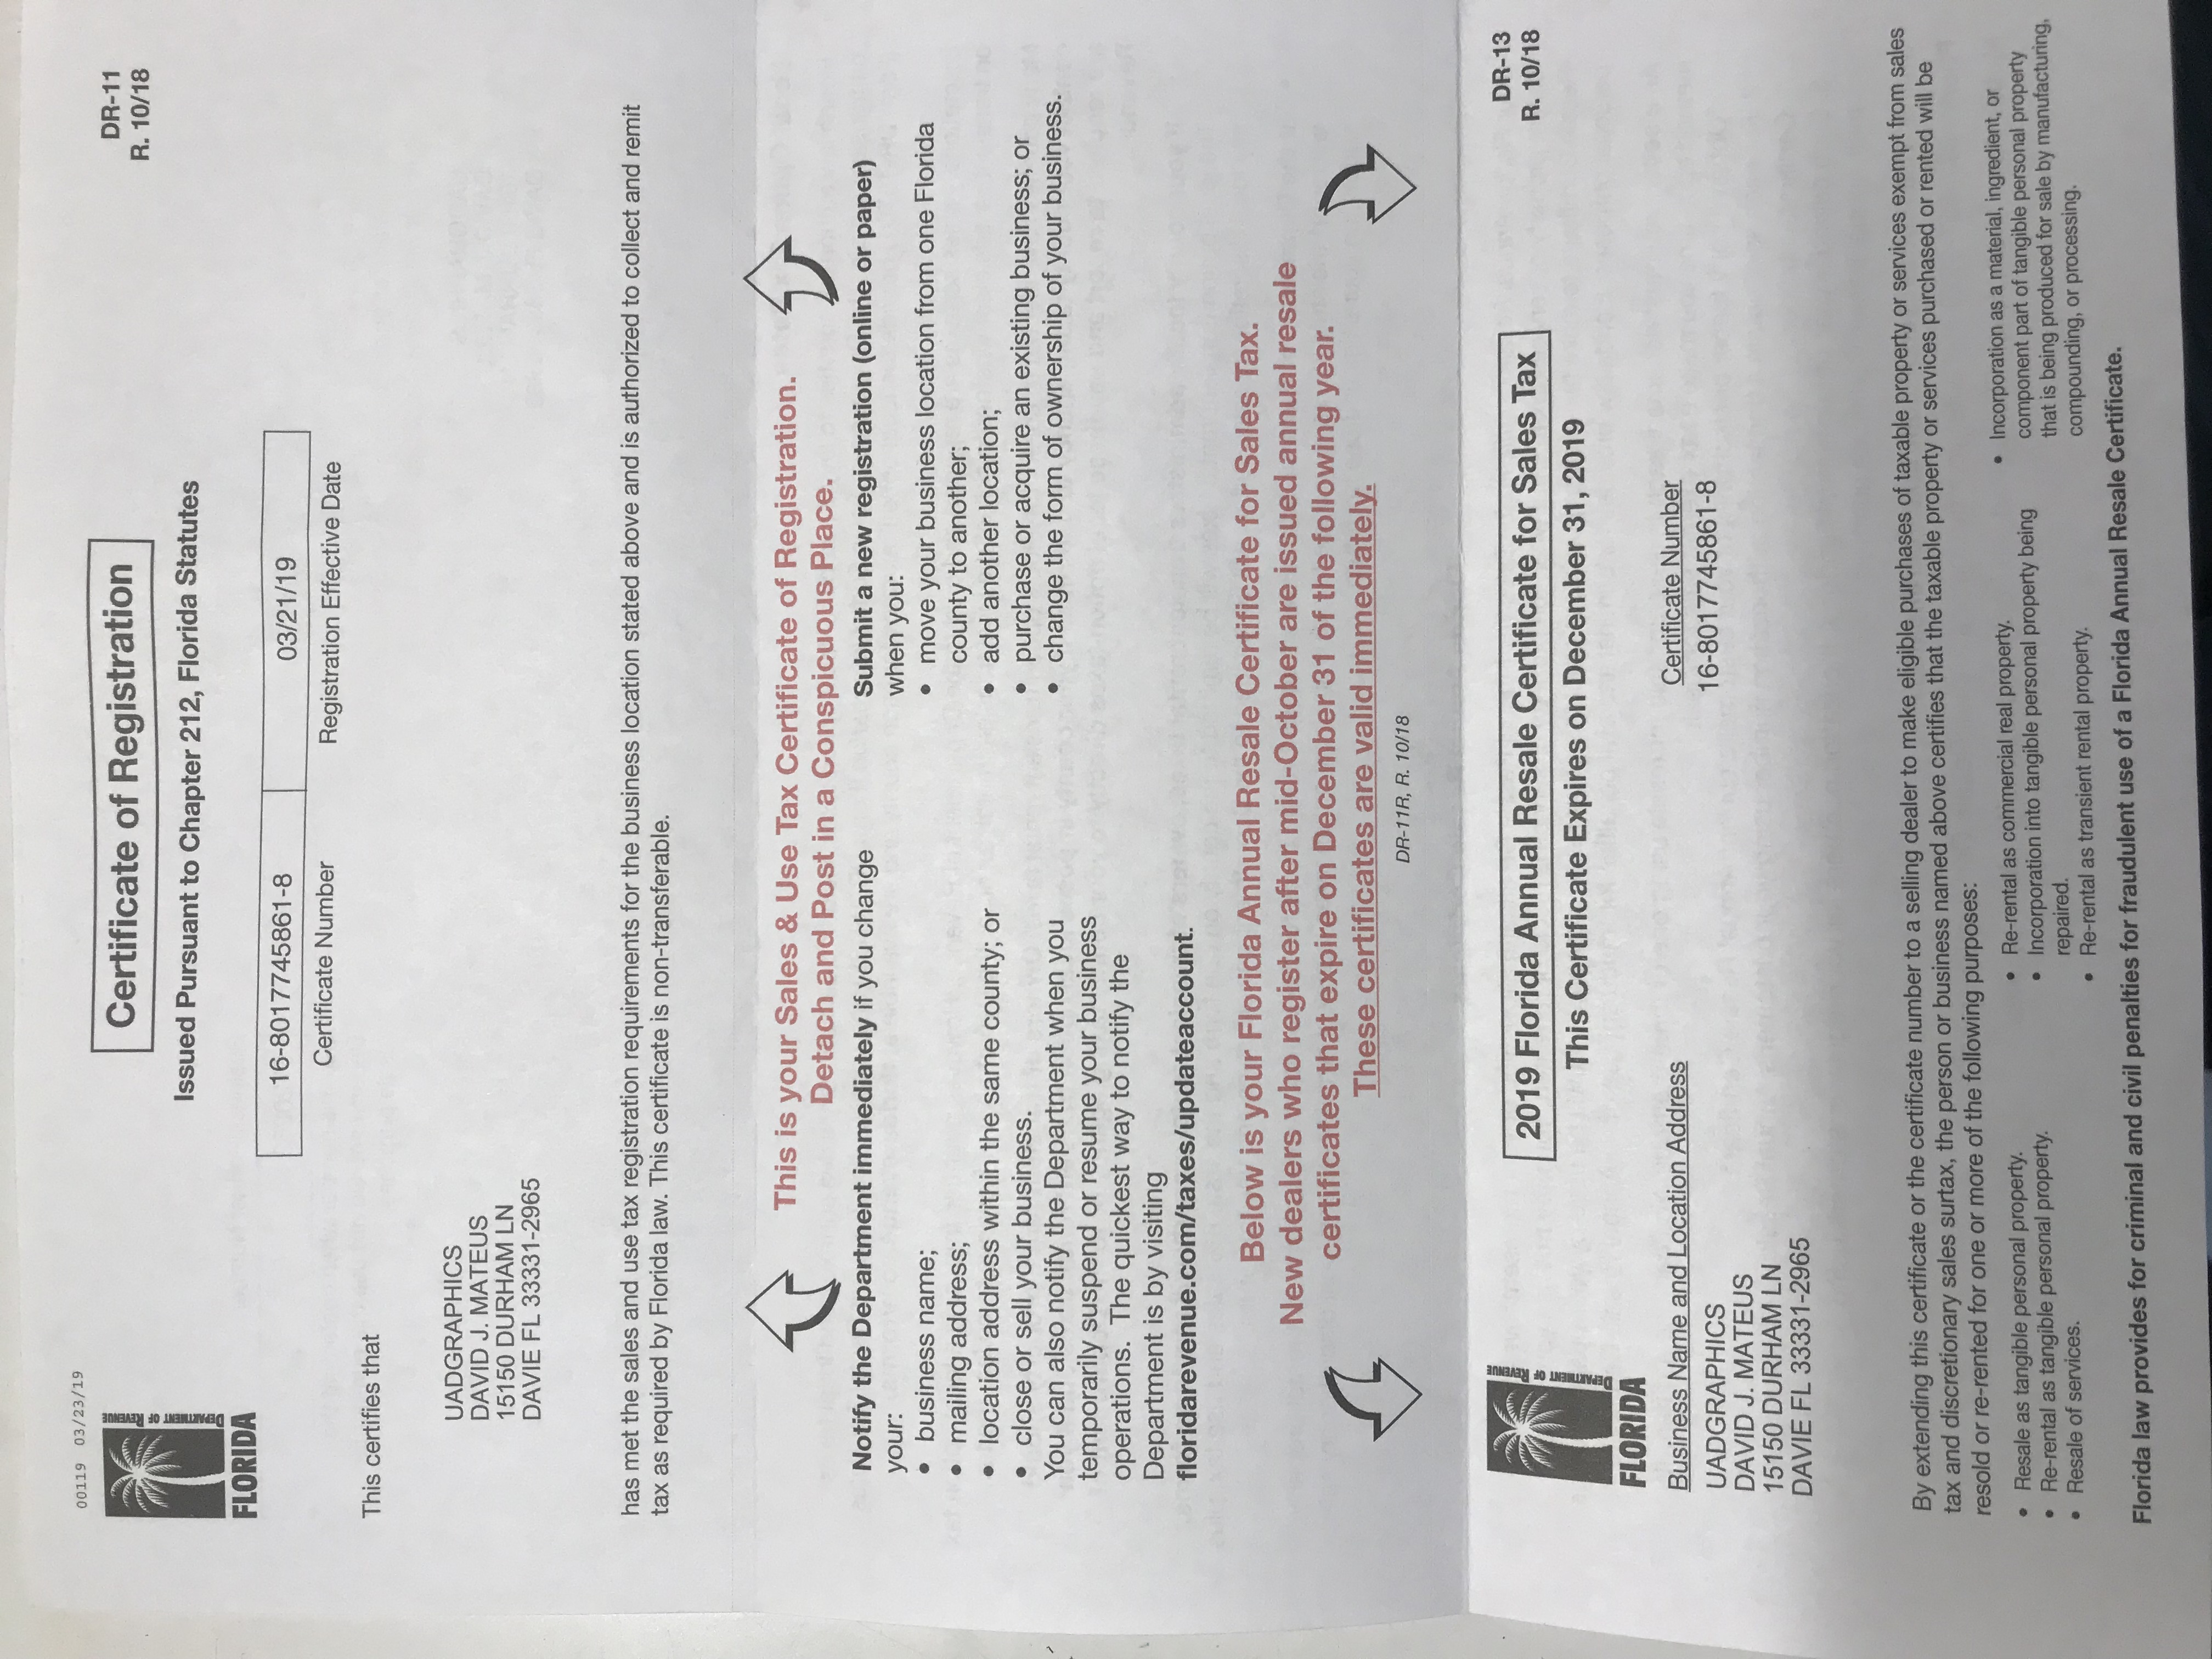 00119 03/23/19
DEPARTMENT OF REVENUE
FLORIDA
Certificate of Registration
Issued Pursuant to Chapter 212, Florida Statutes
DR-11
R. 10/18
16-8017745861-8 03/21/19
Certificate Number Registration Effective Date
This certifies that
UADGRAPHICS
DAVID J. MATEUS
15150 DURHAM LN
DAVIE FL 33331-2965
has met the sales and use tax registration requirements for the business location stated above and is authorized to collect and remit
tax as required by Florida law. This certificate is non-transferable.
This is your Sales & Use Tax Certificate of Registration.
Detach and Post in a Conspicuous Place.
Notify the Department immediately if you change
your:
• business name;
• mailing address;
• location address within the same county; or
• close or sell your business.
You can also notify the Department when you
temporarily suspend or resume your business
operations. The quickest way to notify the
Department is by visiting
floridarevenue.com/taxes/updateaccount.
Submit a new registration (online or paper)
when you:
• move your business location from one Florida
county to another;
• add another location;
• purchase or acquire an existing business; or
• change the form of ownership of your business.
Below is your Florida Annual Resale Certificate for Sales Tax.
New dealers who register after mid-October are issued annual resale
certificates that expire on December 31 of the following year.
These certificates are valid immediately.
DR-11R, R. 10/18
DEPARTMENT OF REVENUE
FLORIDA
2019 Florida Annual Resale Certificate for Sales Tax
This Certificate Expires on December 31, 2019
DR-13
R. 10/18
Business Name and Location Address
UADGRAPHICS
DAVID J. MATEUS
15150 DURHAM LN
DAVIE FL 33331-2965
Certificate Number
16-8017745861-8
By extending this certificate or the certificate number to a selling dealer to make eligible purchases of taxable property or services exempt from sales
tax and discretionary sales surtax, the person or business named above certifies that the taxable property or services purchased or rented will be
resold or re-rented for one or more of the following purposes:
• Resale as tangible personal property.
• Re-rental as tangible personal property.
• Resale of services.
• Re-rental as commercial real property.
• Incorporation into tangible personal property being
repaired.
• Re-rental as transient rental property.
• Incorporation as a material, ingredient, or
component part of tangible personal property
that is being produced for sale by manufacturing,
compounding, or processing.
Florida law provides for criminal and civil penalties for fraudulent use of a Florida Annual Resale Certificate.